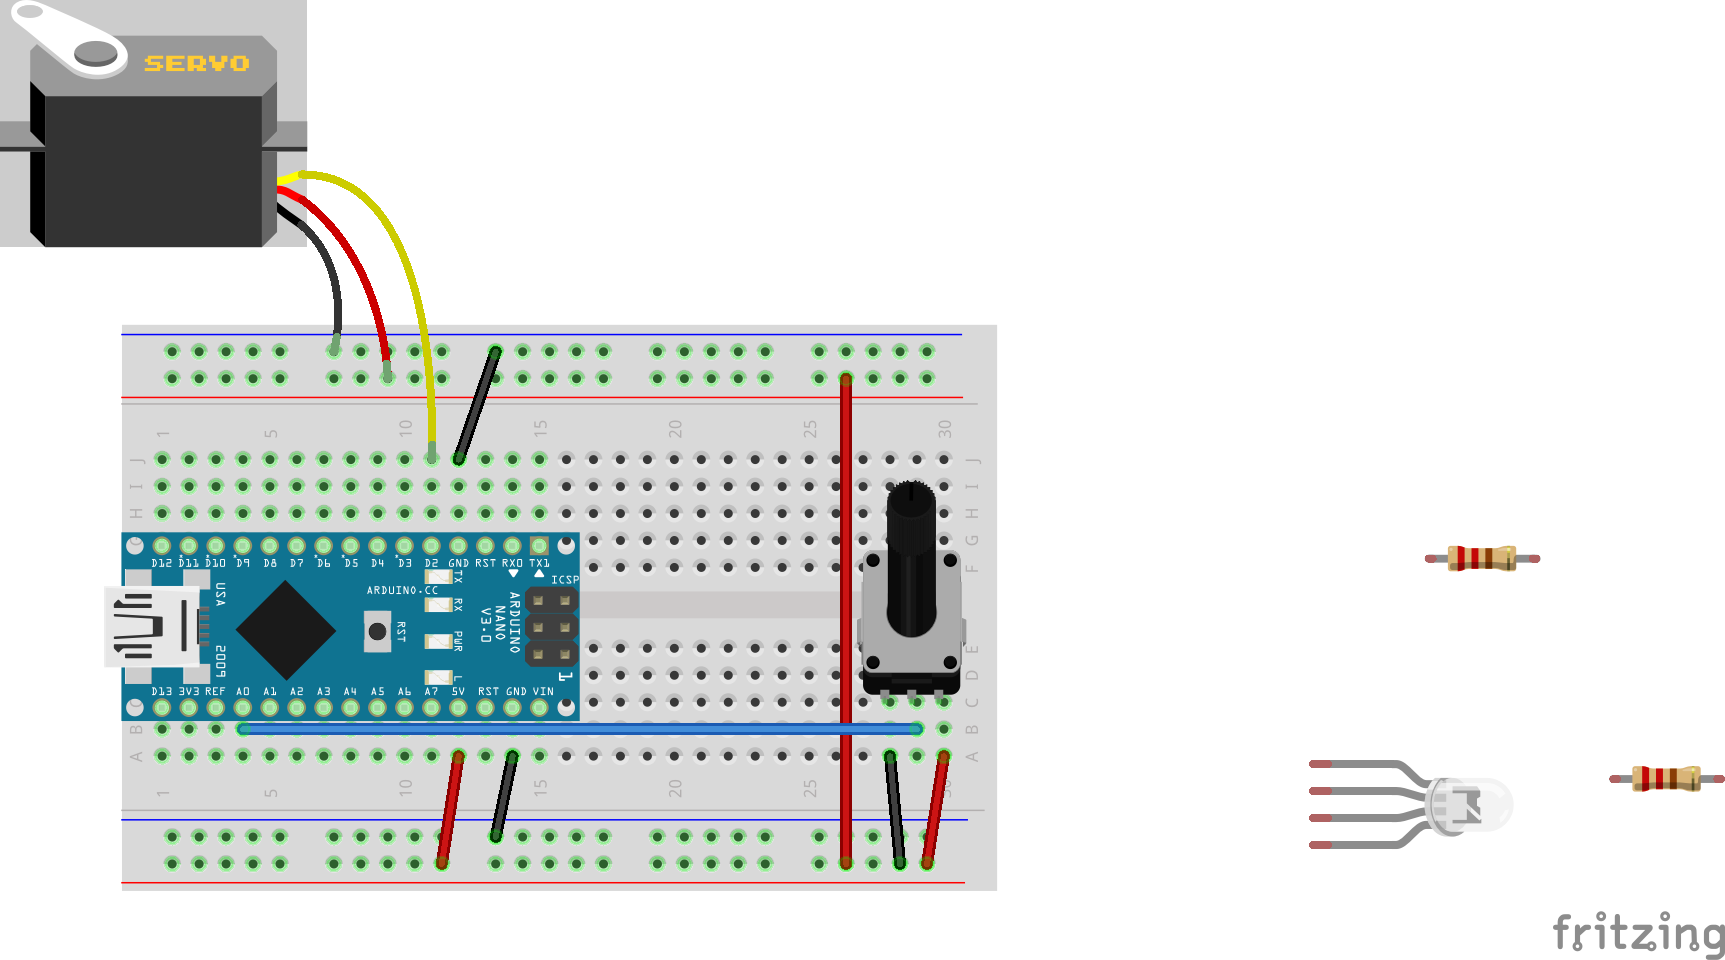 SERVO
1 5 10 15 20 25 30
J J
I I
H H
G G
D12 D11 D10 D9 D8 D7 D6 D5 D4 D3 D2 GND RST RX0 TX1
F
ICSP
USA
ARDUINO.CC
TX
RX
RST
PWR
L
ARDUINO
NANO
V3.0
2009
E
D
1
D13 3V3 REF A0 A1 A2 A3 A4 A5 A6 A7 5V RST GND VIN
C C
B B
A A
1 5 10 15 20 25 30
fritzing